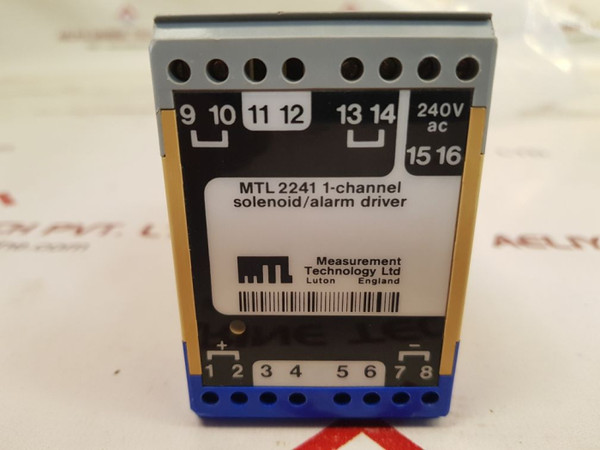 9 10 11 12 13 14 240V
ac
15 16
MTL 2241 1-channel
solenoid/alarm driver
MTL Measurement
Technology Ltd
Luton England
+ −
1 2 3 4 5 6 7 8